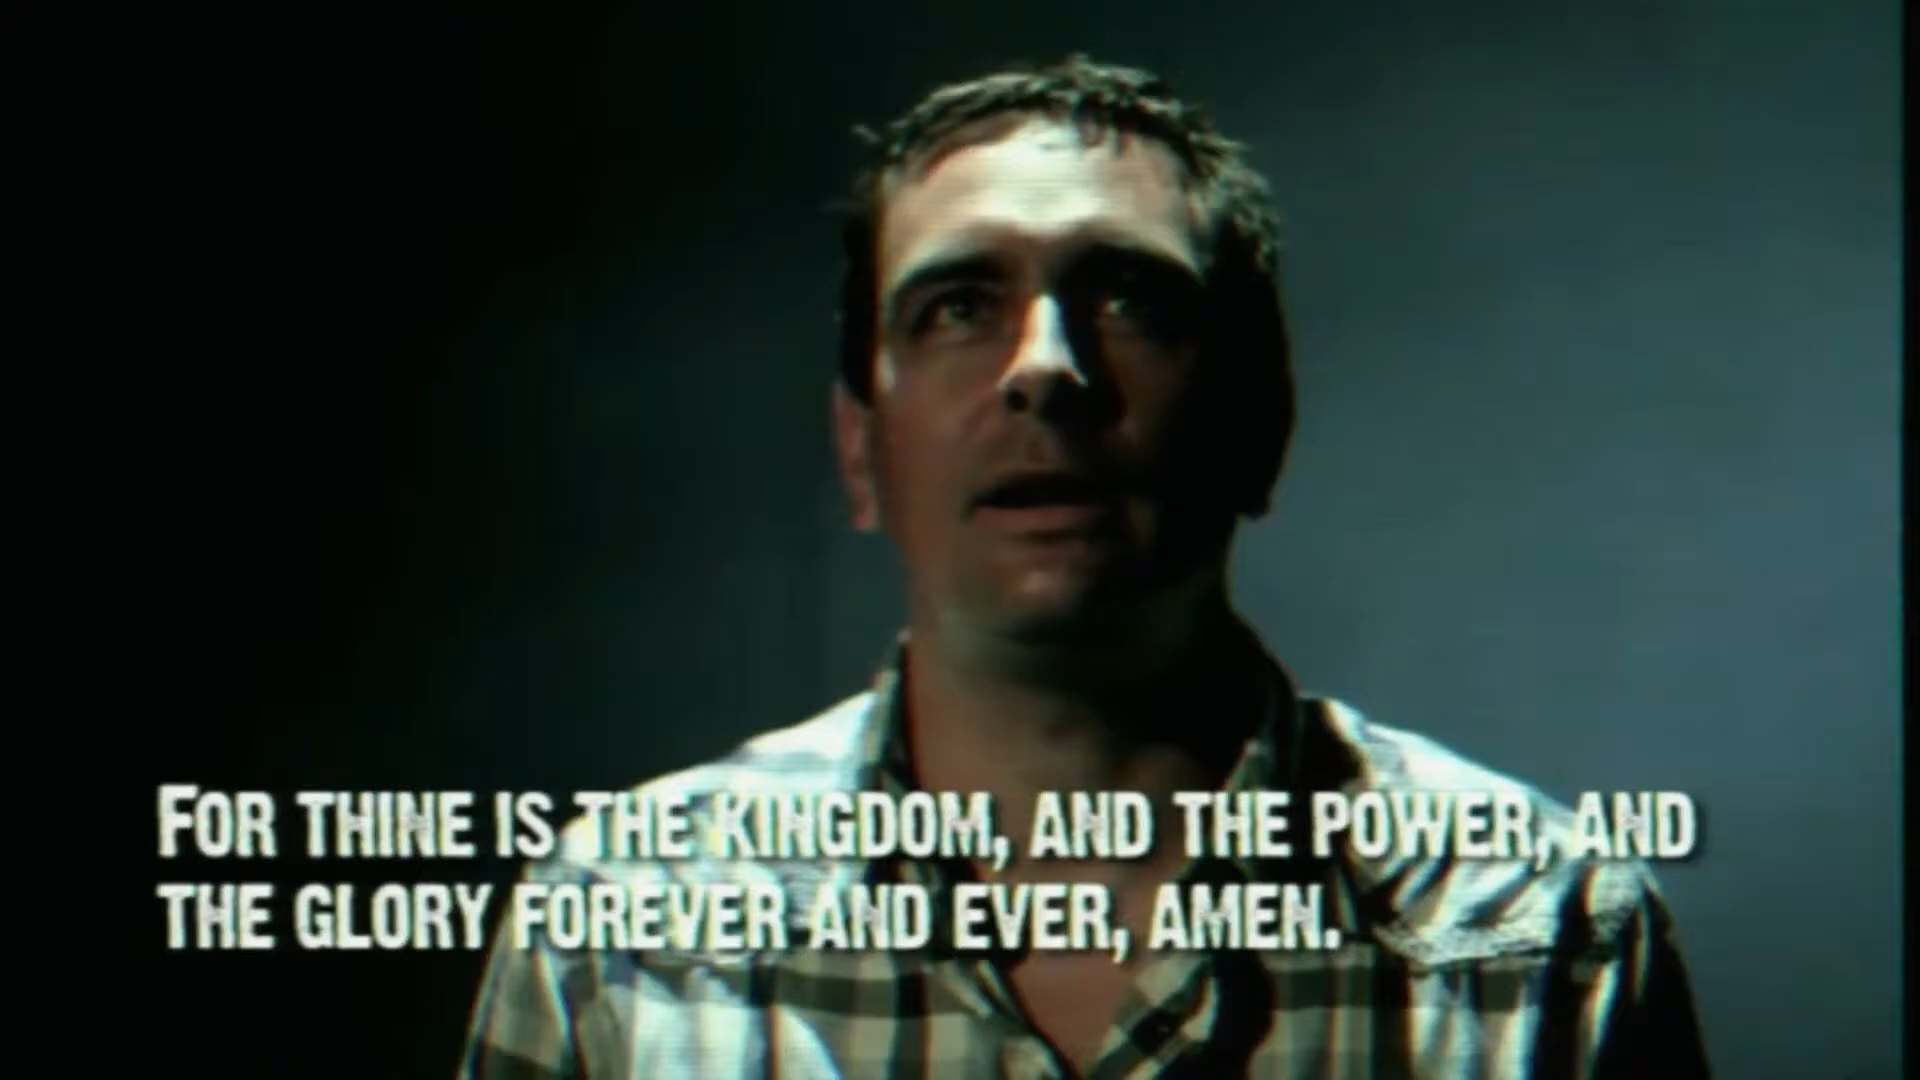 FOR THINE IS THE KINGDOM, AND THE POWER, AND
THE GLORY FOREVER AND EVER, AMEN.